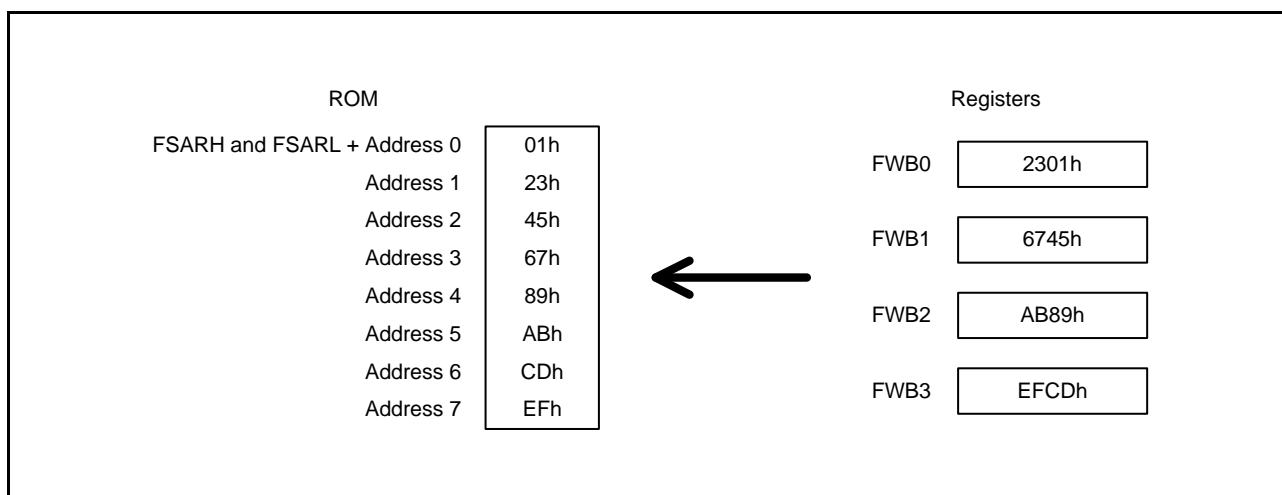 ROM
FSARH and FSARL + Address 0 01h
Address 1 23h
Address 2 45h
Address 3 67h
Address 4 89h
Address 5 ABh
Address 6 CDh
Address 7 EFh
Registers
FWB0 2301h
FWB1 6745h
FWB2 AB89h
FWB3 EFCDh